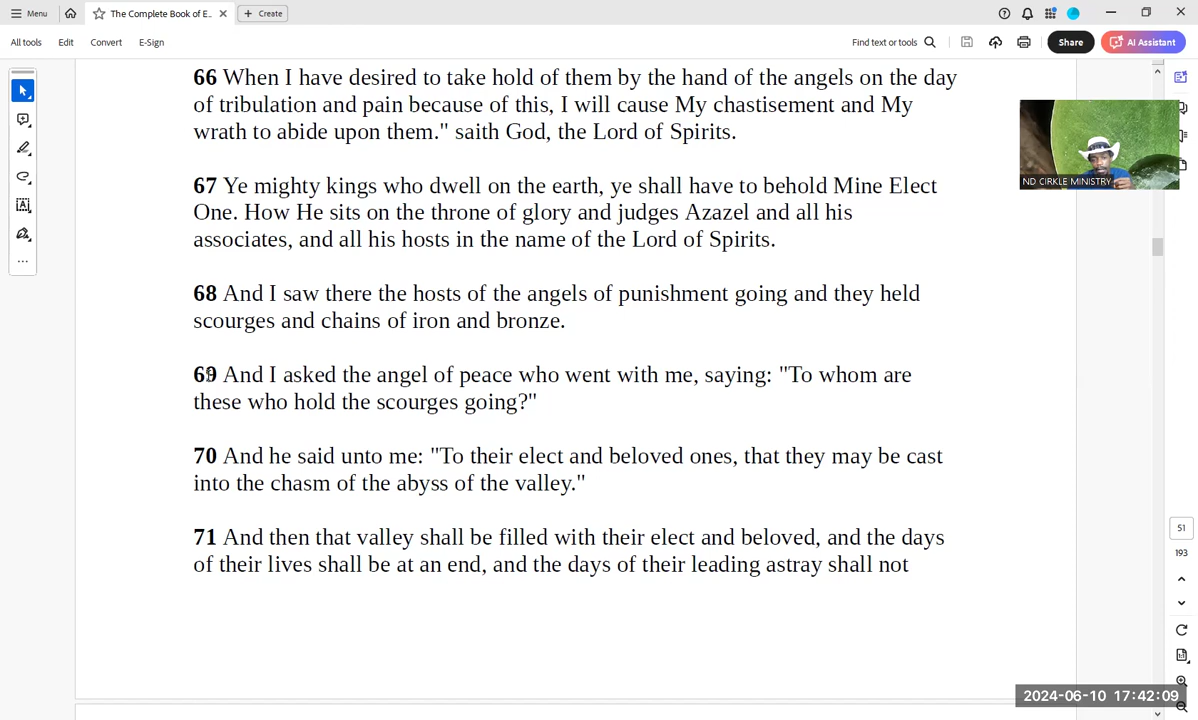 Menu
The Complete Book of E..
Create
All tools
Edit
Convert
E-Sign
Find text or tools
Share
AI Assistant
66 When I have desired to take hold of them by the hand of the angels on the day
of tribulation and pain because of this, I will cause My chastisement and My
wrath to abide upon them." saith God, the Lord of Spirits.
ND CIRKLE MINISTRY
67 Ye mighty kings who dwell on the earth, ye shall have to behold Mine Elect
One. How He sits on the throne of glory and judges Azazel and all his
associates, and all his hosts in the name of the Lord of Spirits.
68 And I saw there the hosts of the angels of punishment going and they held
scourges and chains of iron and bronze.
69 And I asked the angel of peace who went with me, saying: "To whom are
these who hold the scourges going?"
70 And he said unto me: "To their elect and beloved ones, that they may be cast
into the chasm of the abyss of the valley."
71 And then that valley shall be filled with their elect and beloved, and the days
of their lives shall be at an end, and the days of their leading astray shall not
51
193
2024-06-10 17:42:09